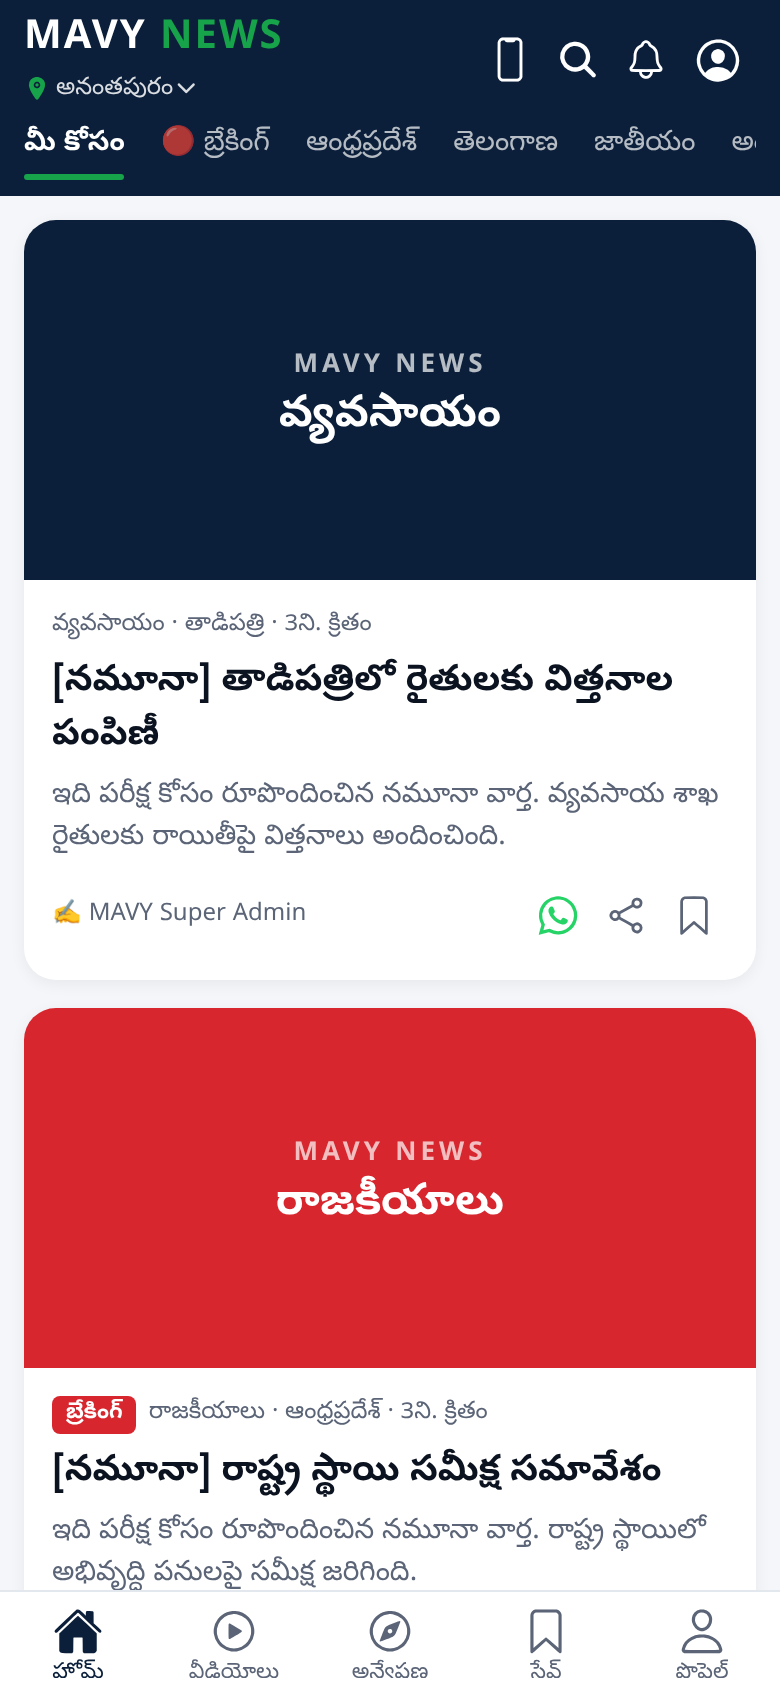 MAVY NEWS
అనంతపురం
మీ కోసం బ్రేకింగ్ ఆంధ్రప్రదేశ్ తెలంగాణ జాతీయం
MAVY NEWS
వ్యవసాయం
వ్యవసాయం · తాడిపత్రి · 3ని. క్రితం
[నమూనా] తాడిపత్రిలో రైతులకు విత్తనాల
పంపిణీ
ఇది పరీక్ష కోసం రూపొందించిన నమూనా వార్త. వ్యవసాయ శాఖ
రైతులకు రాయితీపై విత్తనాలు అందించింది.
MAVY Super Admin
MAVY NEWS
రాజకీయాలు
బ్రేకింగ్ రాజకీయాలు · ఆంధ్రప్రదేశ్ · 3ని. క్రితం
[నమూనా] రాష్ట్ర స్థాయి సమీక్ష సమావేశం
ఇది పరీక్ష కోసం రూపొందించిన నమూనా వార్త. రాష్ట్ర స్థాయిలో
అభివృద్ధి పనులపై సమీక్ష జరిగింది.
హోమ్ వీడియోలు అన్వేషణ సేవ్